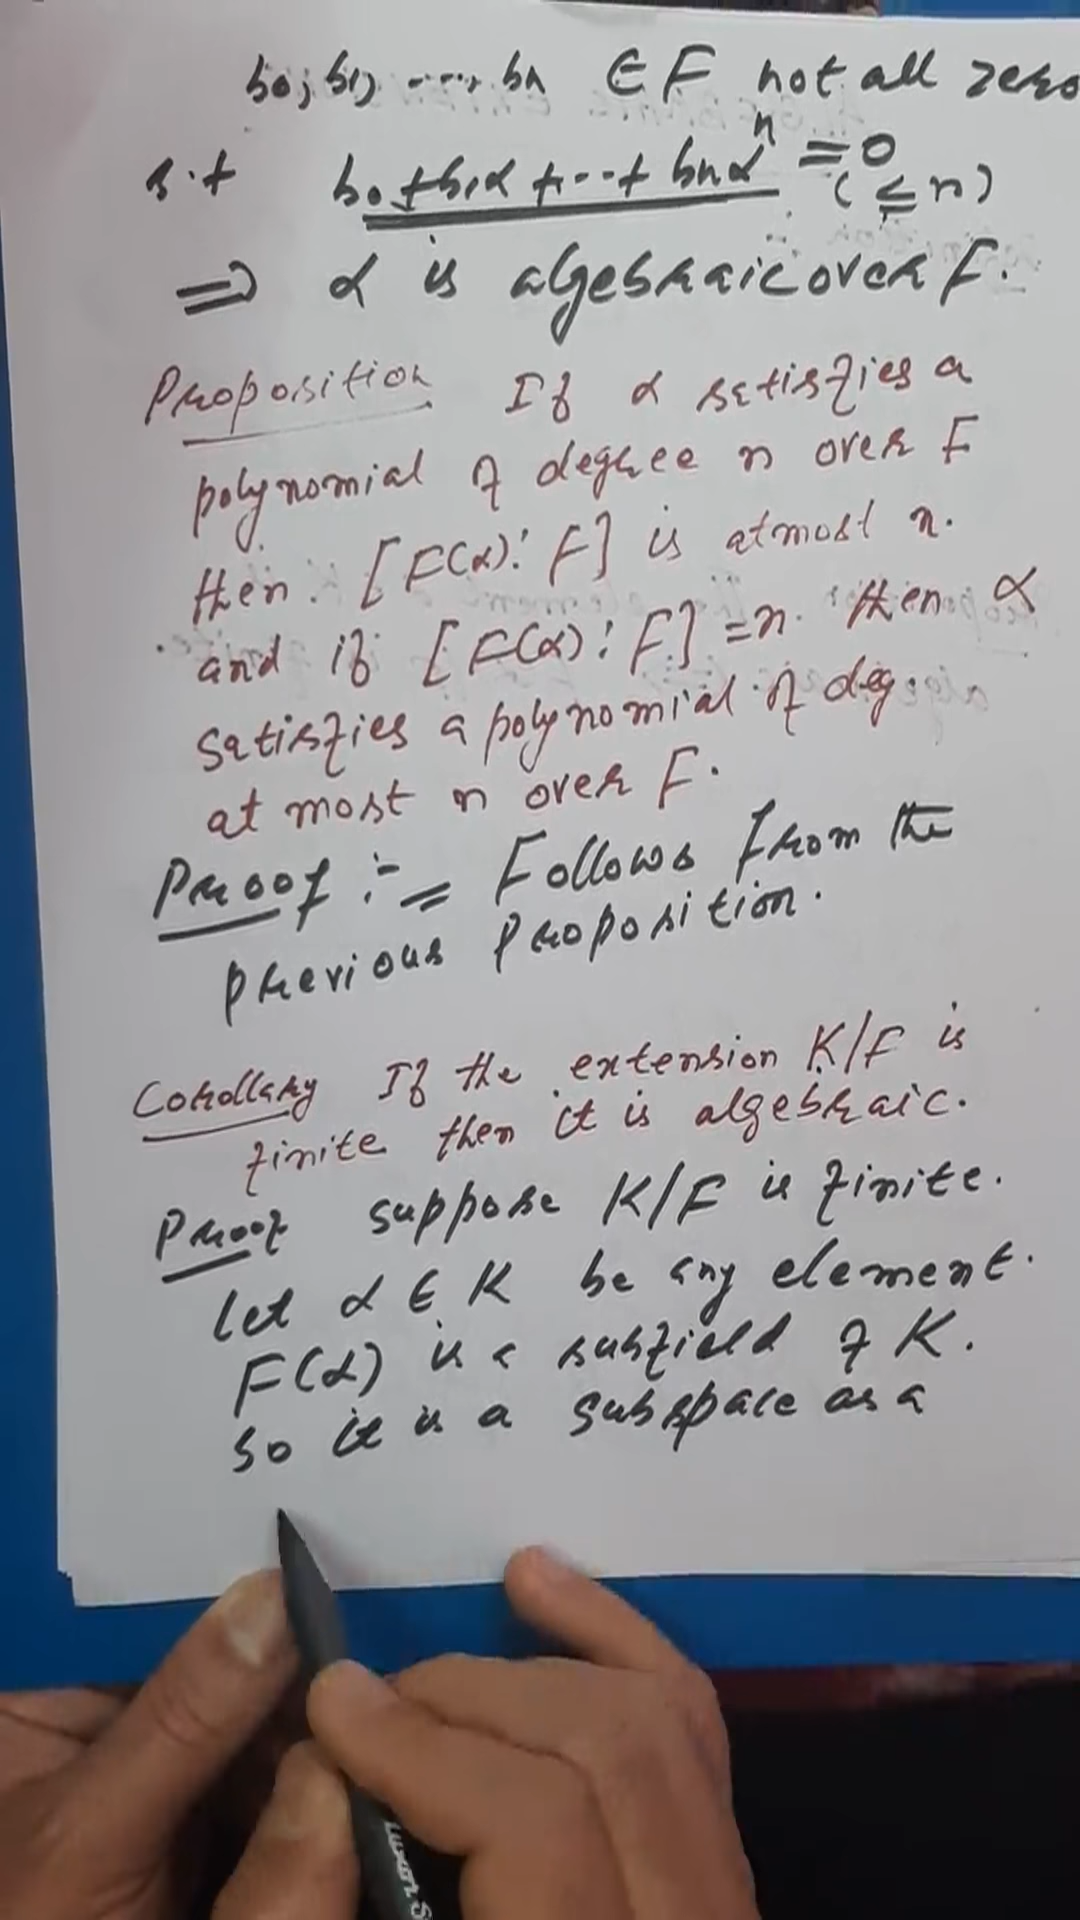 b0, b1, ...., bn ∈ F not all zero
s.t b0 + b1α + ... + bnα^n = 0
(≤ n)
⇒ α is algebraic over F.
Proposition If α satisfies a
polynomial of degree n over F
then [F(α): F] is atmost n.
and if [F(α): F] = n. then α
satisfies a polynomial of deg.
at most n over F.
Proof :- Follows from the
previous proposition.
Corollary If the extension K/F is
finite then it is algebraic.
Proof suppose K/F is finite.
let α ∈ K be any element.
F(α) is a subfield of K.
so it is a subspace as a